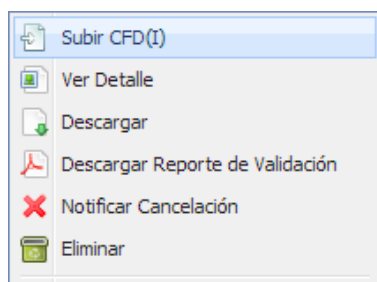 Subir CFD(I)
Ver Detalle
Descargar
Descargar Reporte de Validación
Notificar Cancelación
Eliminar